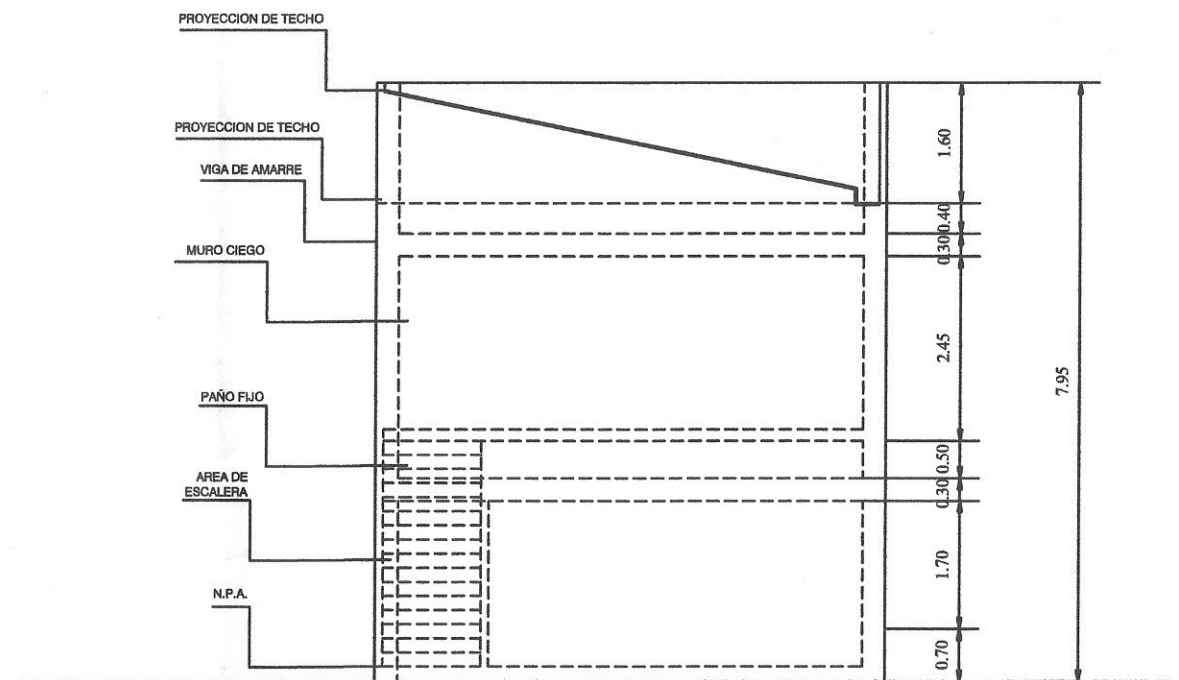 PROYECCION DE TECHO
PROYECCION DE TECHO
VIGA DE AMARRE
MURO CIEGO
PAÑO FIJO
AREA DE
ESCALERA
N.P.A.
1.60
0.40
0.30
2.45
0.50
0.30
1.70
0.70
7.95